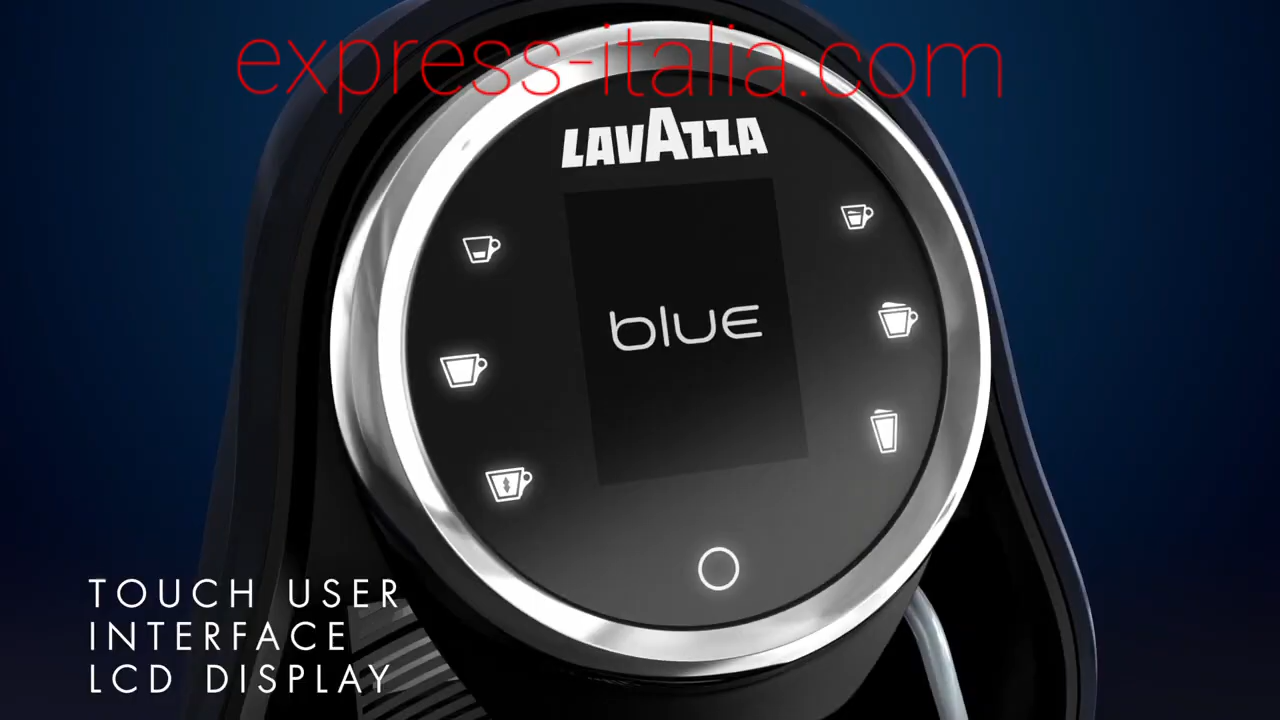 express-italia.com
LAVAZZA
blue
TOUCH USER
INTERFACE
LCD DISPLAY